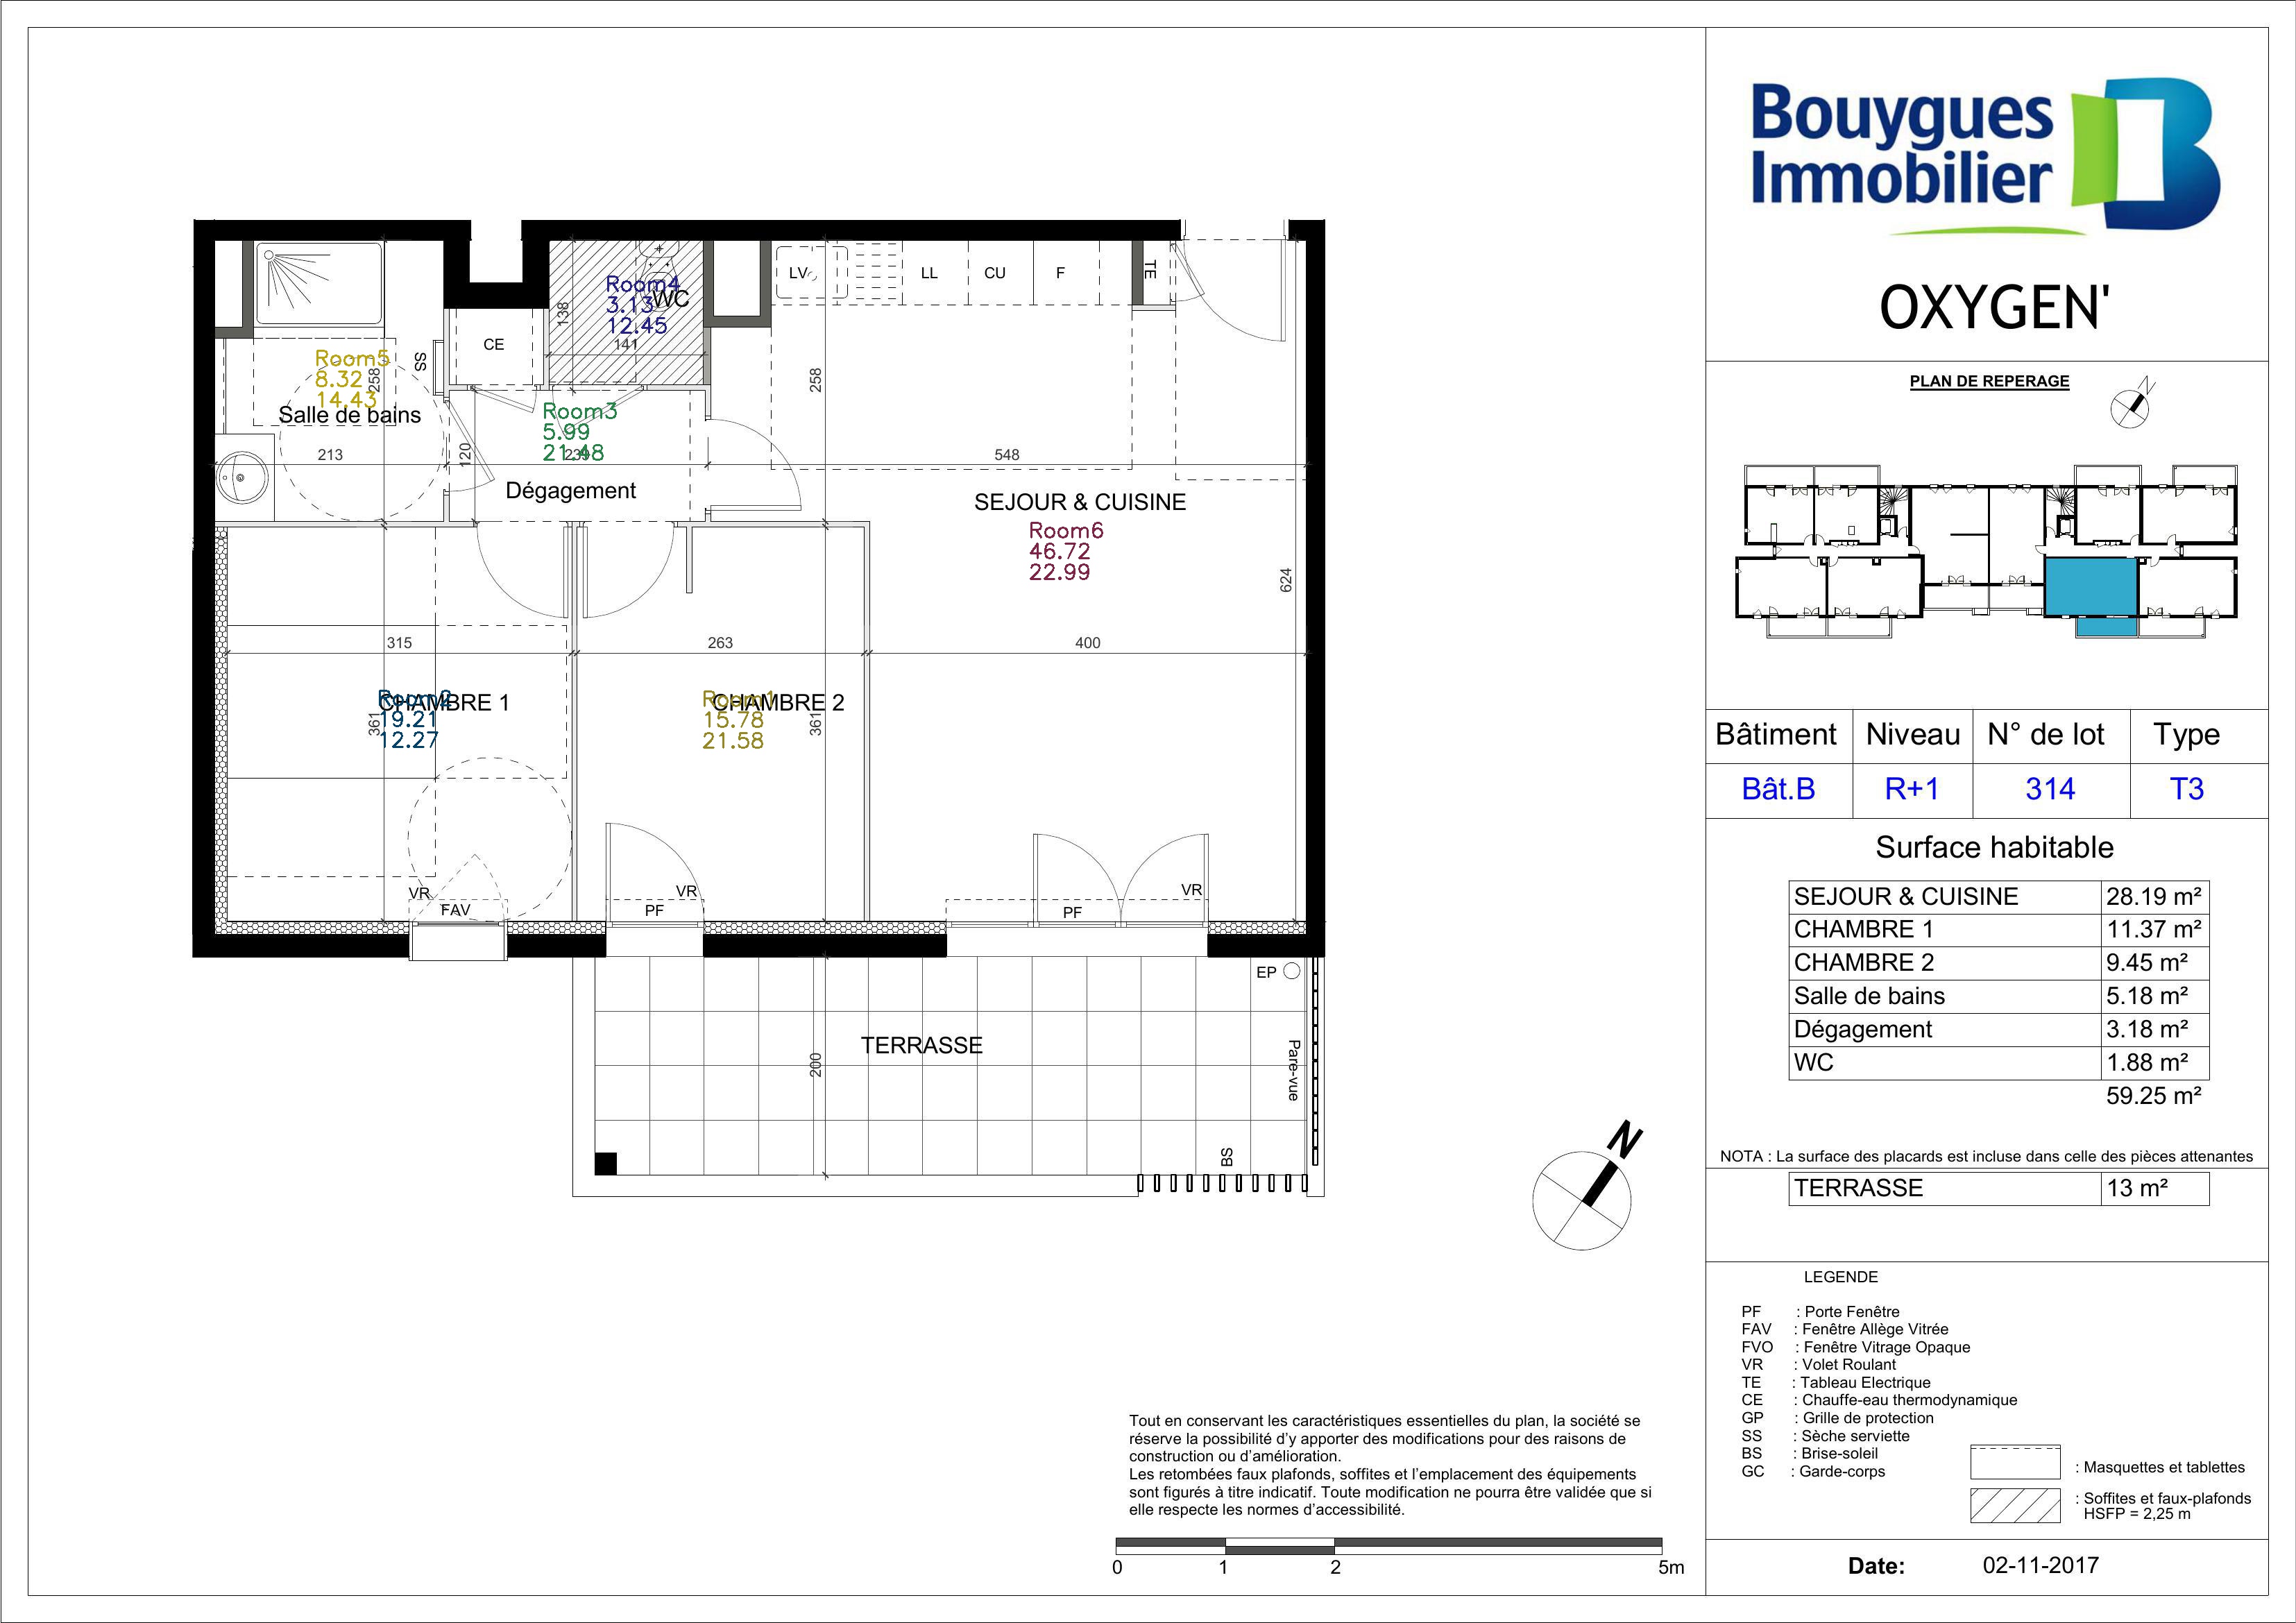 Bouygues
Immobilier
OXYGEN'
PLAN DE REPERAGE
N
Bâtiment Niveau N° de lot Type
Bât.B R+1 314 T3
Surface habitable
SEJOUR & CUISINE 28.19 m²
CHAMBRE 1 11.37 m²
CHAMBRE 2 9.45 m²
Salle de bains 5.18 m²
Dégagement 3.18 m²
WC 1.88 m²
59.25 m²
NOTA : La surface des placards est incluse dans celle des pièces attenantes
TERRASSE 13 m²
LEGENDE
PF : Porte Fenêtre
FAV : Fenêtre Allège Vitrée
FVO : Fenêtre Vitrage Opaque
VR : Volet Roulant
TE : Tableau Electrique
CE : Chauffe-eau thermodynamique
GP : Grille de protection
SS : Sèche serviette
BS : Brise-soleil
GC : Garde-corps
: Masquettes et tablettes
: Soffites et faux-plafonds
HSFP = 2,25 m
Date: 02-11-2017
LV LL CU F TE
Room4
3.13 WC
12.45
138
141
CE
SS
Room5
8.32
14.43
258
Salle de bains
213
120
Room3
5.99
21.48
Dégagement
258
548
SEJOUR & CUISINE
Room6
46.72
22.99
624
315 263 400
Room2
CHAMBRE 1
19.21
12.27
361
Room1
CHAMBRE 2
15.78
21.58
361
VR
FAV
VR
PF
VR
PF
EP
TERRASSE
200
Pare-vue
BS
N
Tout en conservant les caractéristiques essentielles du plan, la société se
réserve la possibilité d'y apporter des modifications pour des raisons de
construction ou d'amélioration.
Les retombées faux plafonds, soffites et l'emplacement des équipements
sont figurés à titre indicatif. Toute modification ne pourra être validée que si
elle respecte les normes d'accessibilité.
0 1 2 5m